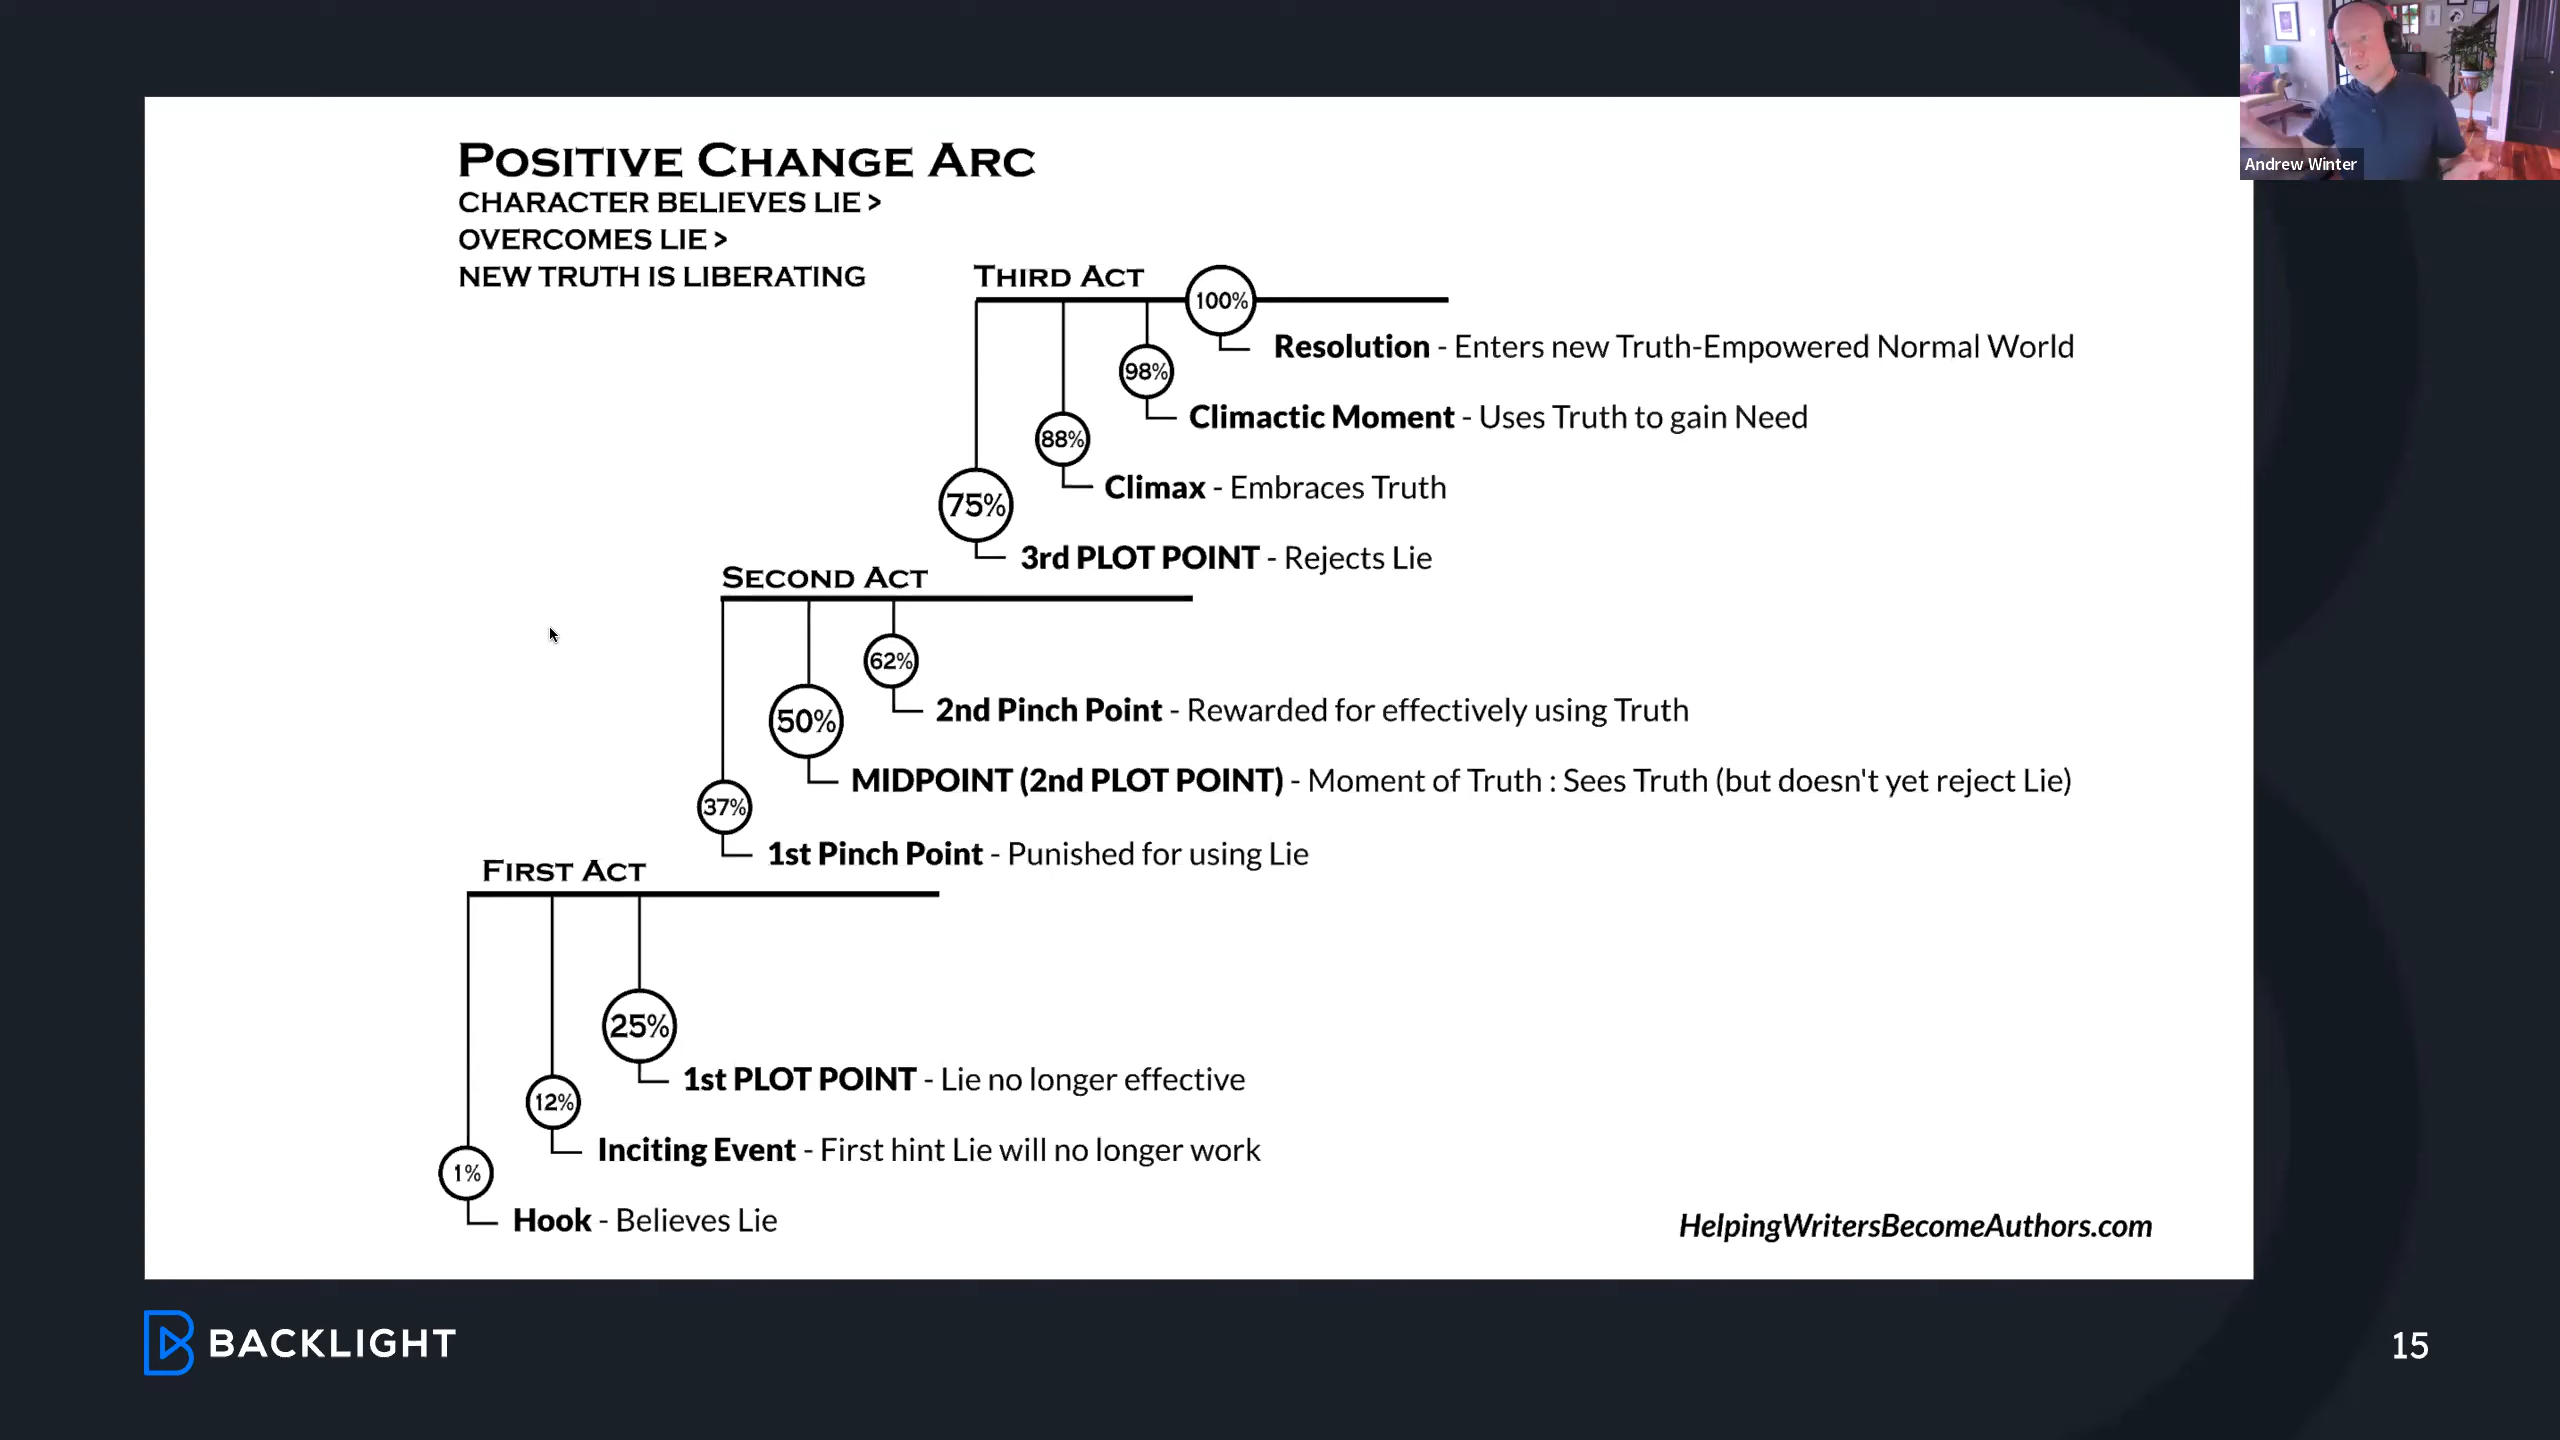 Andrew Winter
POSITIVE CHANGE ARC
CHARACTER BELIEVES LIE >
OVERCOMES LIE >
NEW TRUTH IS LIBERATING
THIRD ACT
100%
Resolution - Enters new Truth-Empowered Normal World
98%
Climactic Moment - Uses Truth to gain Need
88%
Climax - Embraces Truth
75%
3rd PLOT POINT - Rejects Lie
SECOND ACT
62%
2nd Pinch Point - Rewarded for effectively using Truth
50%
MIDPOINT (2nd PLOT POINT) - Moment of Truth : Sees Truth (but doesn't yet reject Lie)
37%
1st Pinch Point - Punished for using Lie
FIRST ACT
25%
1st PLOT POINT - Lie no longer effective
12%
Inciting Event - First hint Lie will no longer work
1%
Hook - Believes Lie
HelpingWritersBecomeAuthors.com
BACKLIGHT
15